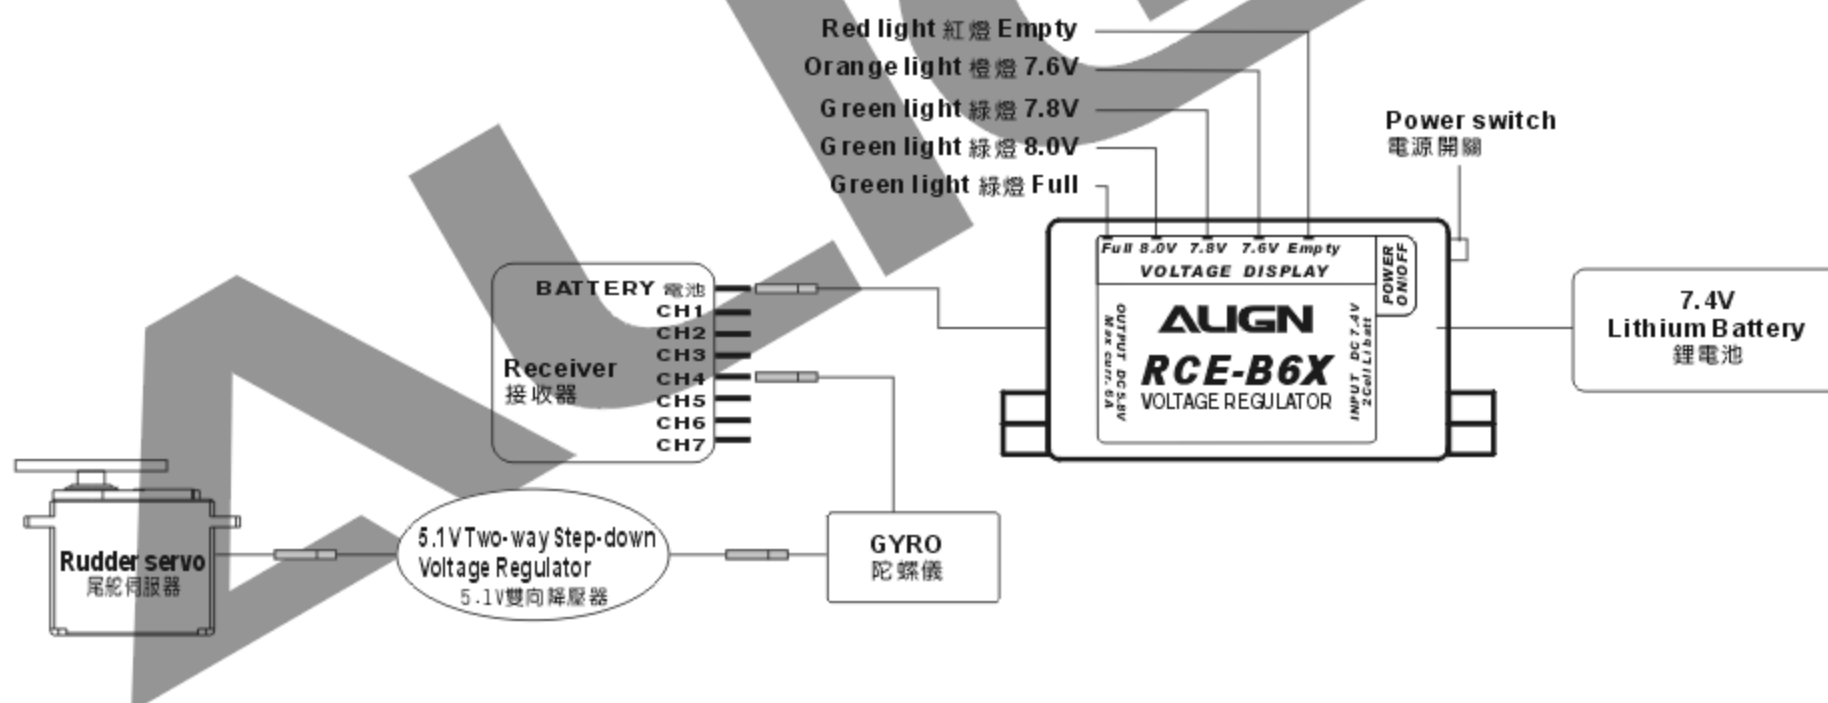 Red light 紅燈 Empty
Orange light 橙燈 7.6V
Green light 綠燈 7.8V
Green light 綠燈 8.0V
Green light 綠燈 Full
Power switch
電源開關
Full 8.0V 7.8V 7.6V Empty
VOLTAGE DISPLAY
POWER
ON/OFF
ALIGN
RCE-B6X
VOLTAGE REGULATOR
OUTPUT DC5.8V
Max curr. 6A
INPUT DC 7.4V
2Cell Li batt
7.4V
Lithium Battery
鋰電池
BATTERY 電池
CH1
CH2
CH3
CH4
CH5
CH6
CH7
Receiver
接收器
Rudder servo
尾舵伺服器
5.1V Two-way Step-down
Voltage Regulator
5.1V雙向降壓器
GYRO
陀螺儀